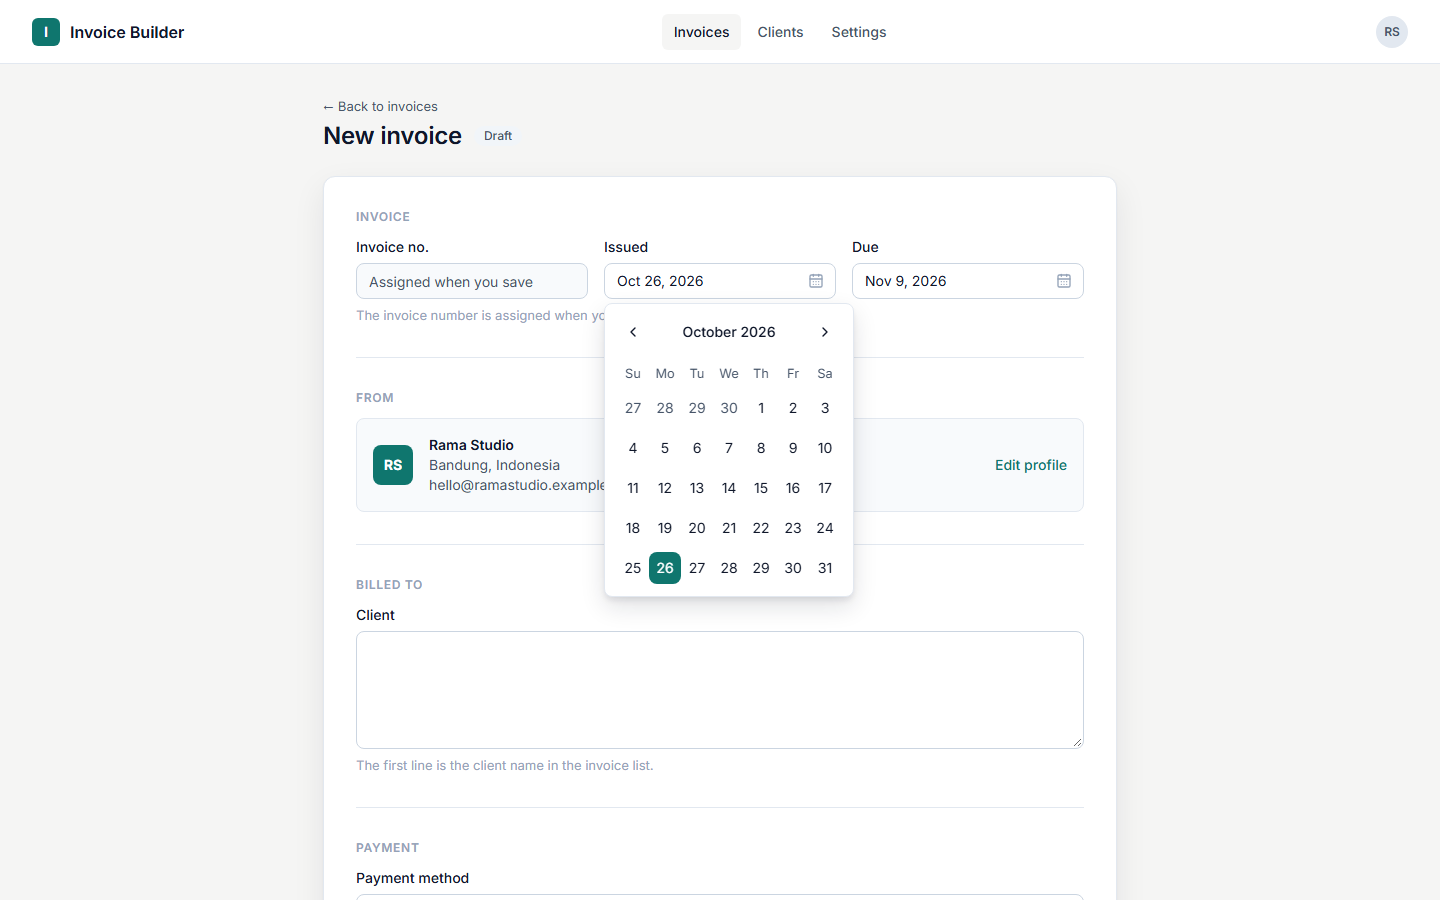 I
Invoice Builder
Invoices
Clients
Settings
RS
← Back to invoices
New invoice
Draft
INVOICE
Invoice no.
Issued
Due
Assigned when you save
Oct 26, 2026
Nov 9, 2026
The invoice number is assigned when
October 2026
Su Mo Tu We Th Fr Sa
27 28 29 30 1 2 3
4 5 6 7 8 9 10
11 12 13 14 15 16 17
18 19 20 21 22 23 24
25 26 27 28 29 30 31
FROM
RS
Rama Studio
Bandung, Indonesia
hello@ramastudio.example
Edit profile
BILLED TO
Client
The first line is the client name in the invoice list.
PAYMENT
Payment method